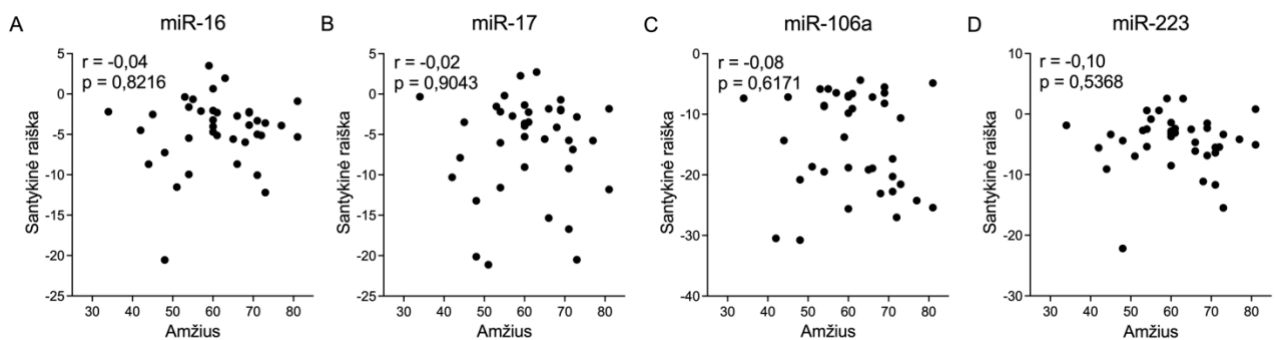 A
miR-16
r = -0,04
p = 0,8216
Santykinė raiška
5
0
-5
-10
-15
-20
-25
30 40 50 60 70 80
Amžius
B
miR-17
r = -0,02
p = 0,9043
Santykinė raiška
5
0
-5
-10
-15
-20
-25
30 40 50 60 70 80
Amžius
C
miR-106a
r = -0,08
p = 0,6171
Santykinė raiška
0
-10
-20
-30
-40
30 40 50 60 70 80
Amžius
D
miR-223
r = -0,10
p = 0,5368
Santykinė raiška
10
0
-10
-20
-30
30 40 50 60 70 80
Amžius